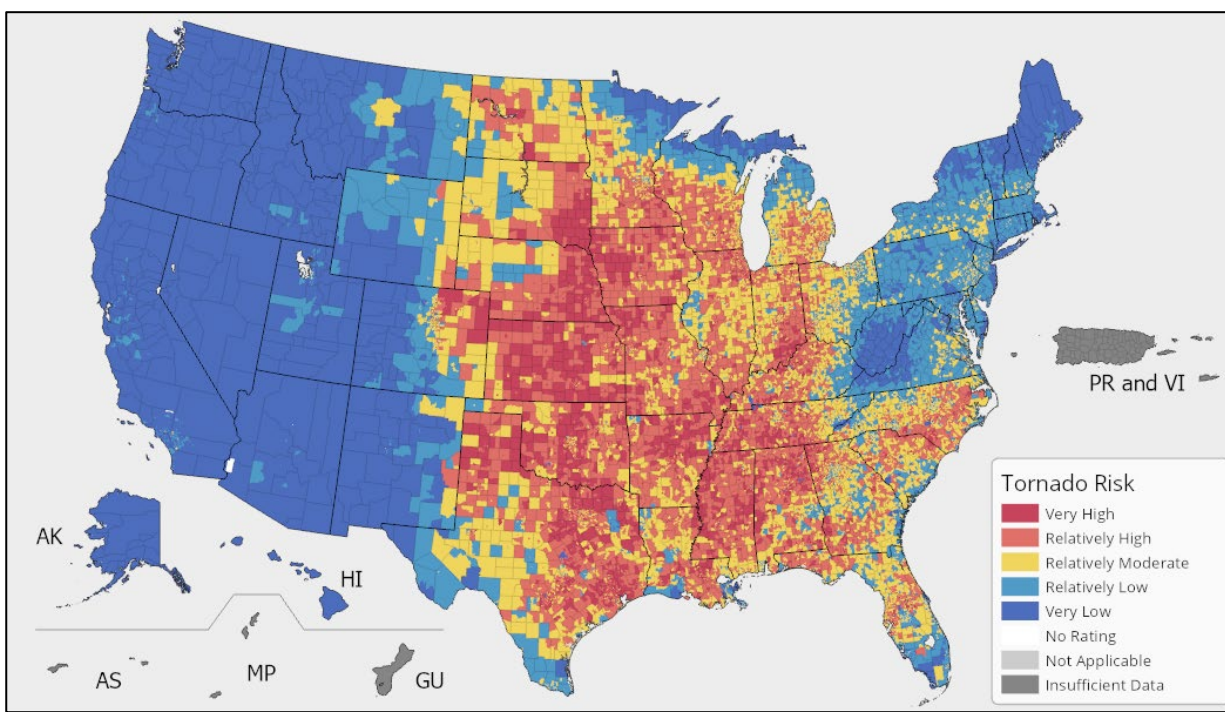 PR and VI
AK
HI
AS
MP
GU
Tornado Risk
Very High
Relatively High
Relatively Moderate
Relatively Low
Very Low
No Rating
Not Applicable
Insufficient Data